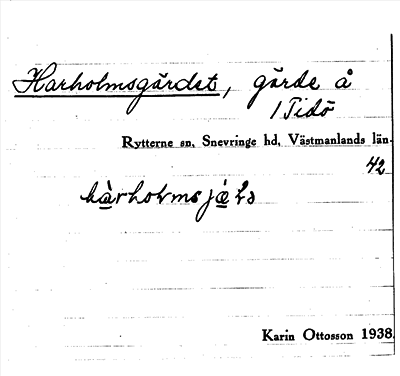 Harholmsgärdet, gärde å
/Tidö
Rytterne sn, Snevringe hd, Västmanlands län.
42
Karin Ottosson 1938.